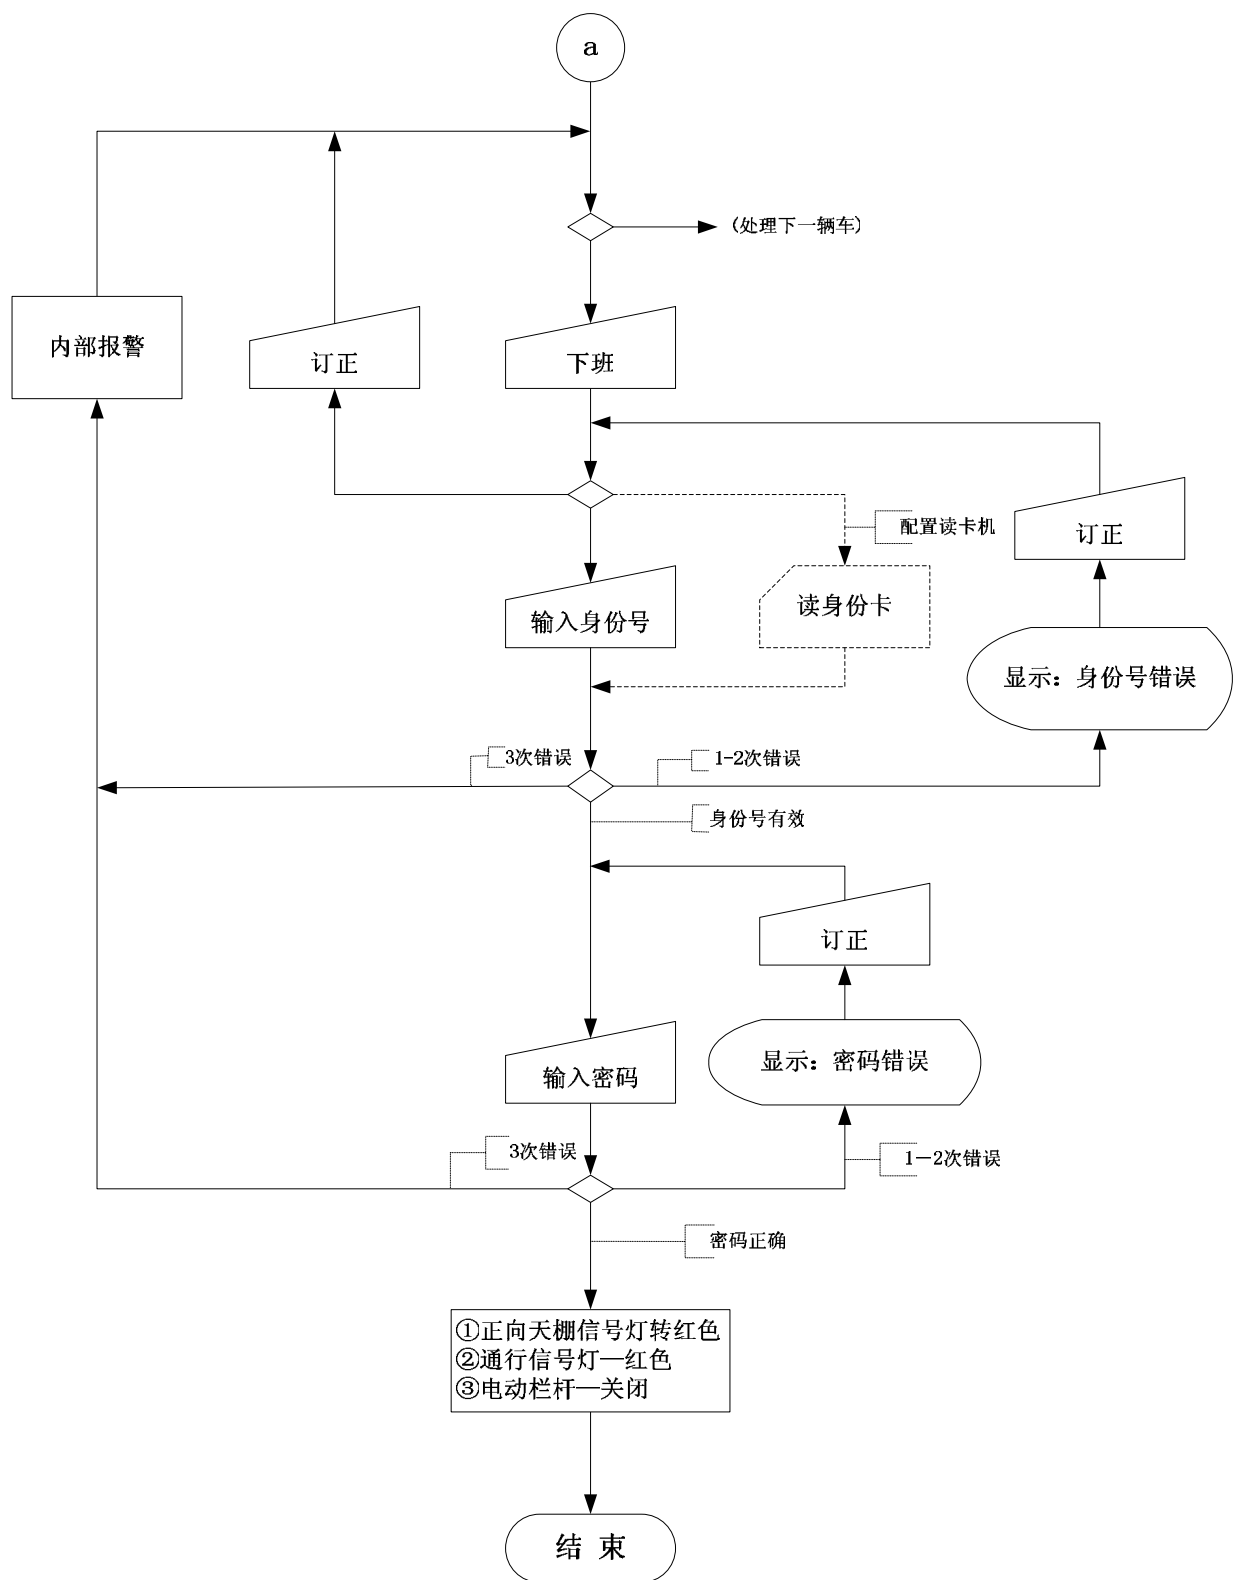 a
(处理下一辆车)
内部报警
订正
下班
配置读卡机
订正
读身份卡
输入身份号
显示：身份号错误
3次错误
1-2次错误
身份号有效
订正
显示：密码错误
输入密码
3次错误
1－2次错误
密码正确
①正向天棚信号灯转红色
②通行信号灯—红色
③电动栏杆—关闭
结 束